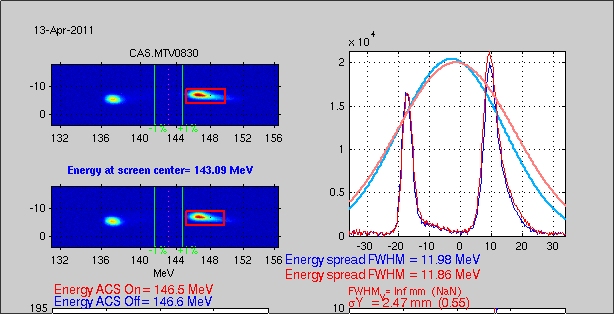 13-Apr-2011
CAS.MTV0830
-10
0
132 136 140 144 148 152 156
-1% +1%
Energy at screen center= 143.09 MeV
-10
0
-1% +1%
132 136 140 144 148 152 156
MeV
Energy ACS On= 146.5 MeV
Energy ACS Off= 146.6 MeV
195
x 10^4
2
1.5
1
0.5
0
-30 -20 -10 0 10 20 30
Energy spread FWHM = 11.98 MeV
Energy spread FWHM = 11.86 MeV
FWHM = Inf mm (NaN)
σY = 2.47 mm (0.55)
10